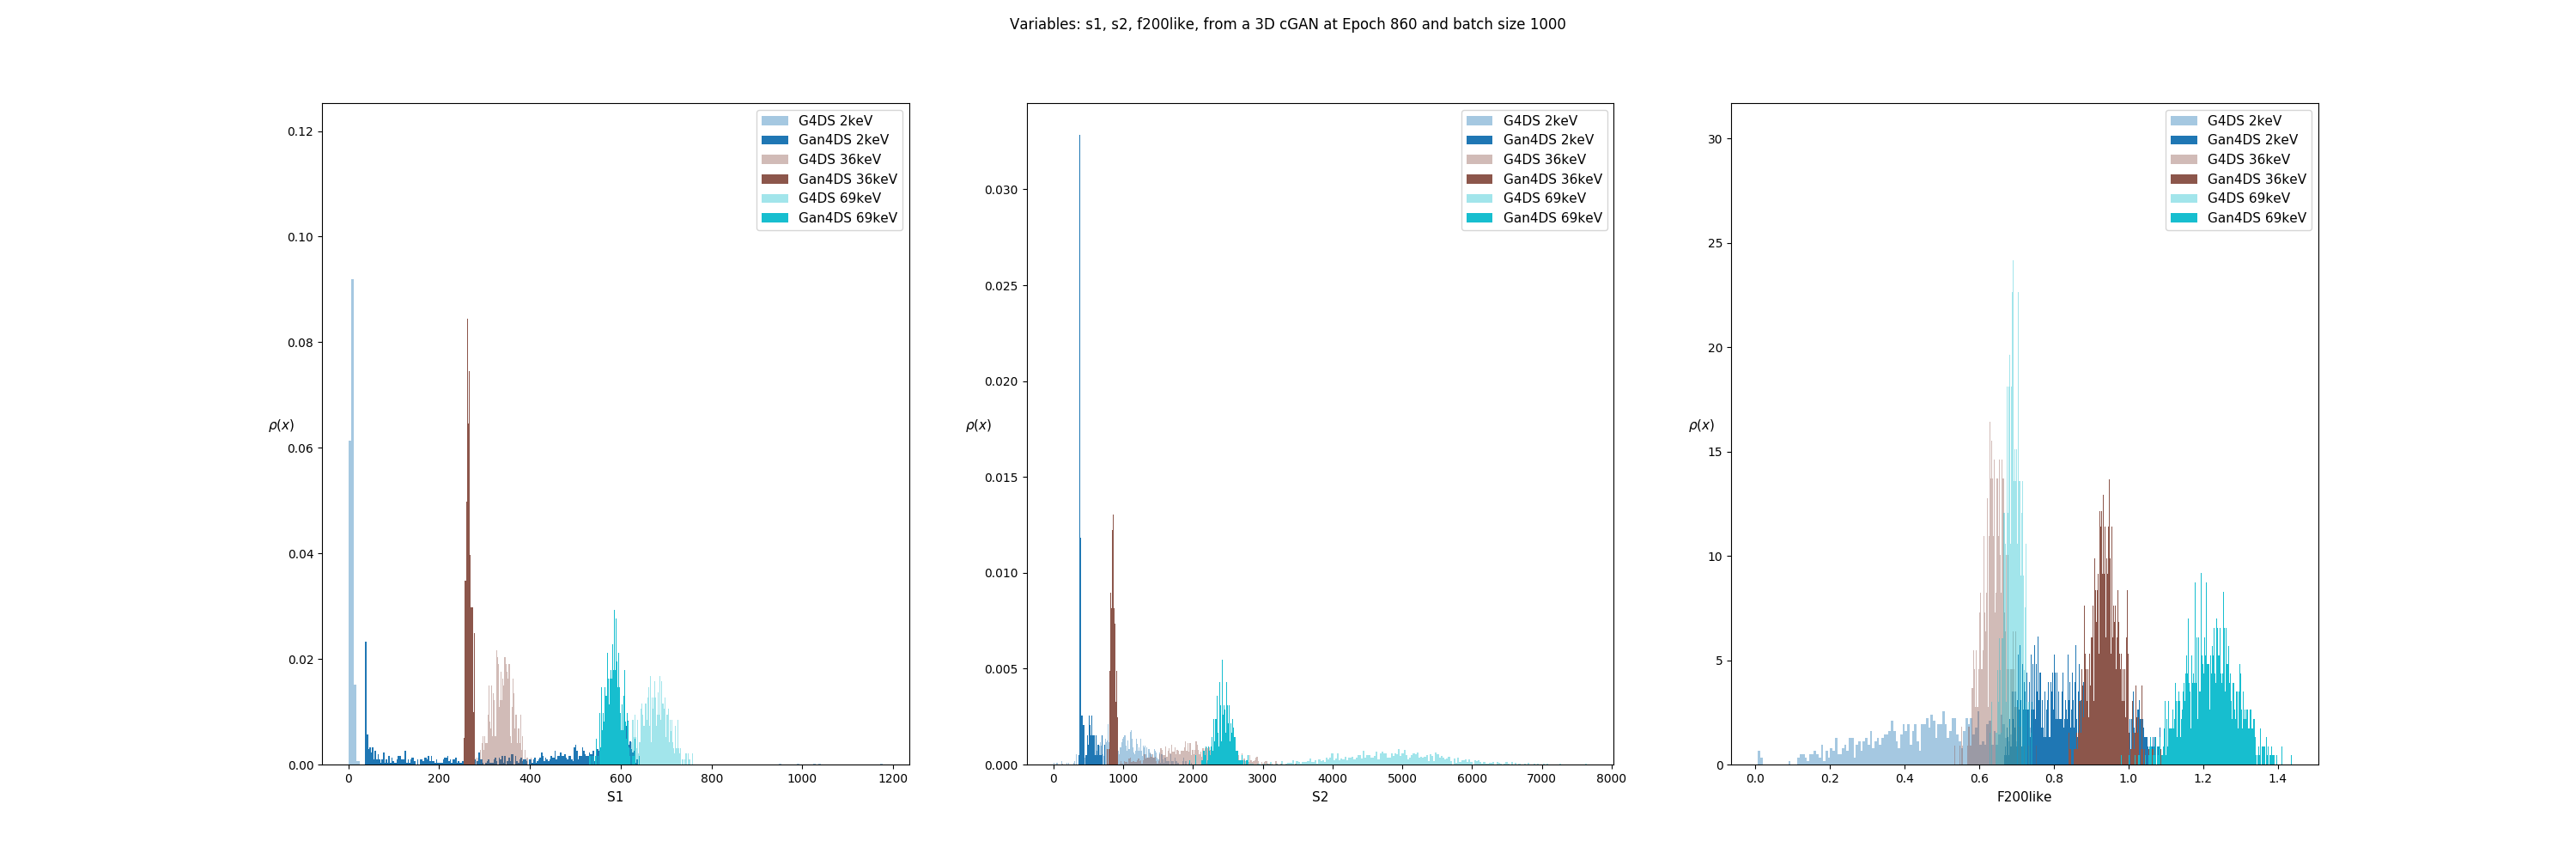 Variables: s1, s2, f200like, from a 3D cGAN at Epoch 860 and batch size 1000
0.12
0.10
0.08
0.06
0.04
0.02
0.00
ρ(x)
G4DS 2keV
Gan4DS 2keV
G4DS 36keV
Gan4DS 36keV
G4DS 69keV
Gan4DS 69keV
0 200 400 600 800 1000 1200
S1
0.030
0.025
0.020
0.015
0.010
0.005
0.000
ρ(x)
G4DS 2keV
Gan4DS 2keV
G4DS 36keV
Gan4DS 36keV
G4DS 69keV
Gan4DS 69keV
0 1000 2000 3000 4000 5000 6000 7000 8000
S2
30
25
20
15
10
5
0
ρ(x)
G4DS 2keV
Gan4DS 2keV
G4DS 36keV
Gan4DS 36keV
G4DS 69keV
Gan4DS 69keV
0.0 0.2 0.4 0.6 0.8 1.0 1.2 1.4
F200like